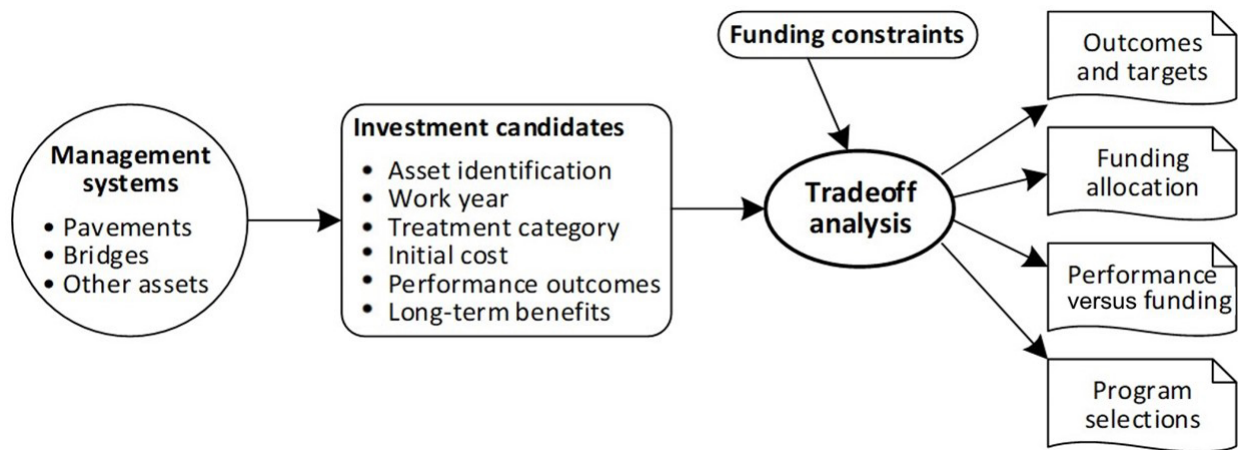 Management
systems
• Pavements
• Bridges
• Other assets
Investment candidates
• Asset identification
• Work year
• Treatment category
• Initial cost
• Performance outcomes
• Long-term benefits
Funding constraints
Tradeoff
analysis
Outcomes
and targets
Funding
allocation
Performance
versus funding
Program
selections